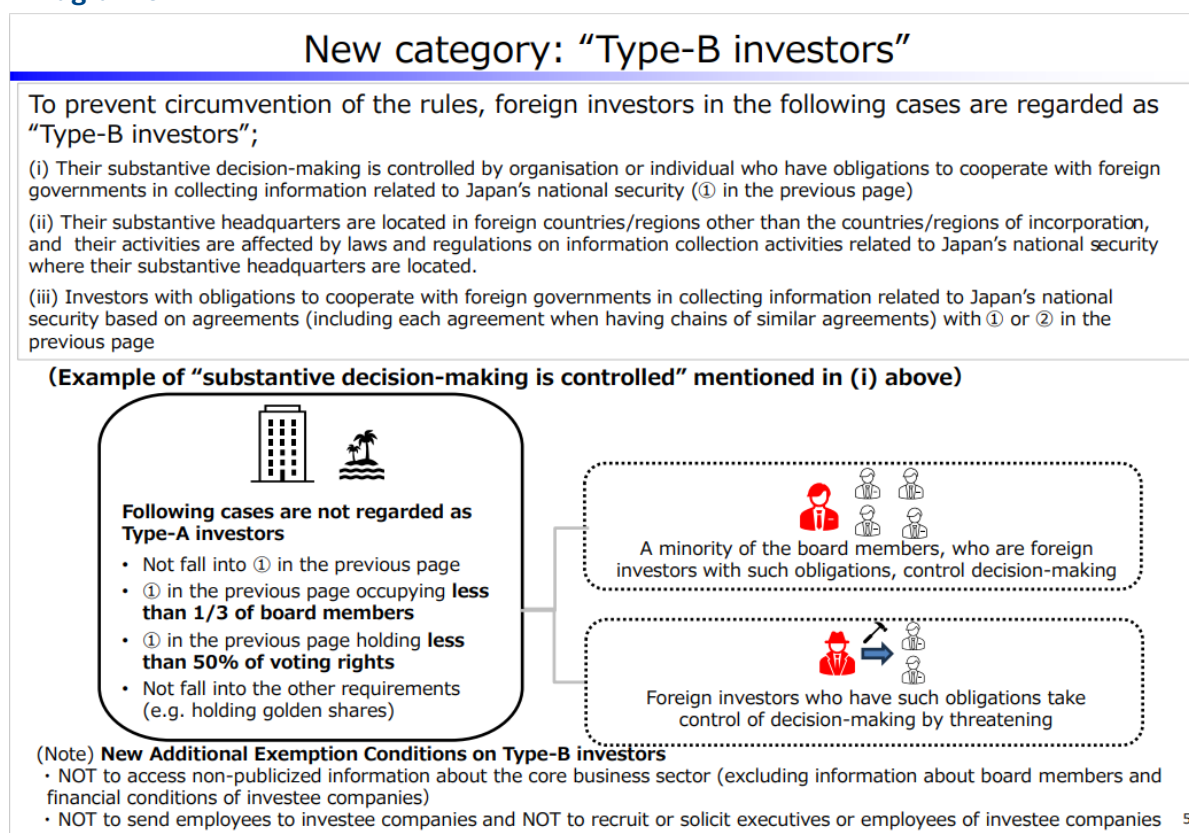 New category: “Type-B investors”
To prevent circumvention of the rules, foreign investors in the following cases are regarded as
“Type-B investors”;
(i) Their substantive decision-making is controlled by organisation or individual who have obligations to cooperate with foreign
governments in collecting information related to Japan’s national security (① in the previous page)
(ii) Their substantive headquarters are located in foreign countries/regions other than the countries/regions of incorporation,
and their activities are affected by laws and regulations on information collection activities related to Japan’s national security
where their substantive headquarters are located.
(iii) Investors with obligations to cooperate with foreign governments in collecting information related to Japan’s national
security based on agreements (including each agreement when having chains of similar agreements) with ① or ② in the
previous page
(Example of “substantive decision-making is controlled” mentioned in (i) above)
Following cases are not regarded as
Type-A investors
• Not fall into ① in the previous page
• ① in the previous page occupying less
than 1/3 of board members
• ① in the previous page holding less
than 50% of voting rights
• Not fall into the other requirements
(e.g. holding golden shares)
A minority of the board members, who are foreign
investors with such obligations, control decision-making
Foreign investors who have such obligations take
control of decision-making by threatening
(Note) New Additional Exemption Conditions on Type-B investors
・NOT to access non-publicized information about the core business sector (excluding information about board members and
financial conditions of investee companies)
・NOT to send employees to investee companies and NOT to recruit or solicit executives or employees of investee companies
5